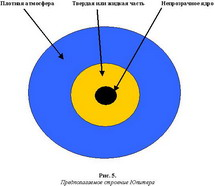 Плотная атмосфера
Твердая или жидкая часть
Непрозрачное ядро
Рис. 5.
Предполагаемое строение Юпитера